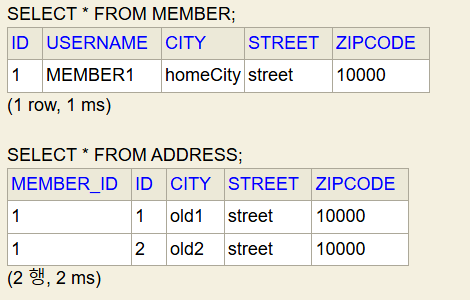 SELECT * FROM MEMBER;
ID USERNAME CITY STREET ZIPCODE
1 MEMBER1 homeCity street 10000
(1 row, 1 ms)
SELECT * FROM ADDRESS;
MEMBER_ID ID CITY STREET ZIPCODE
1 1 old1 street 10000
1 2 old2 street 10000
(2 행, 2 ms)